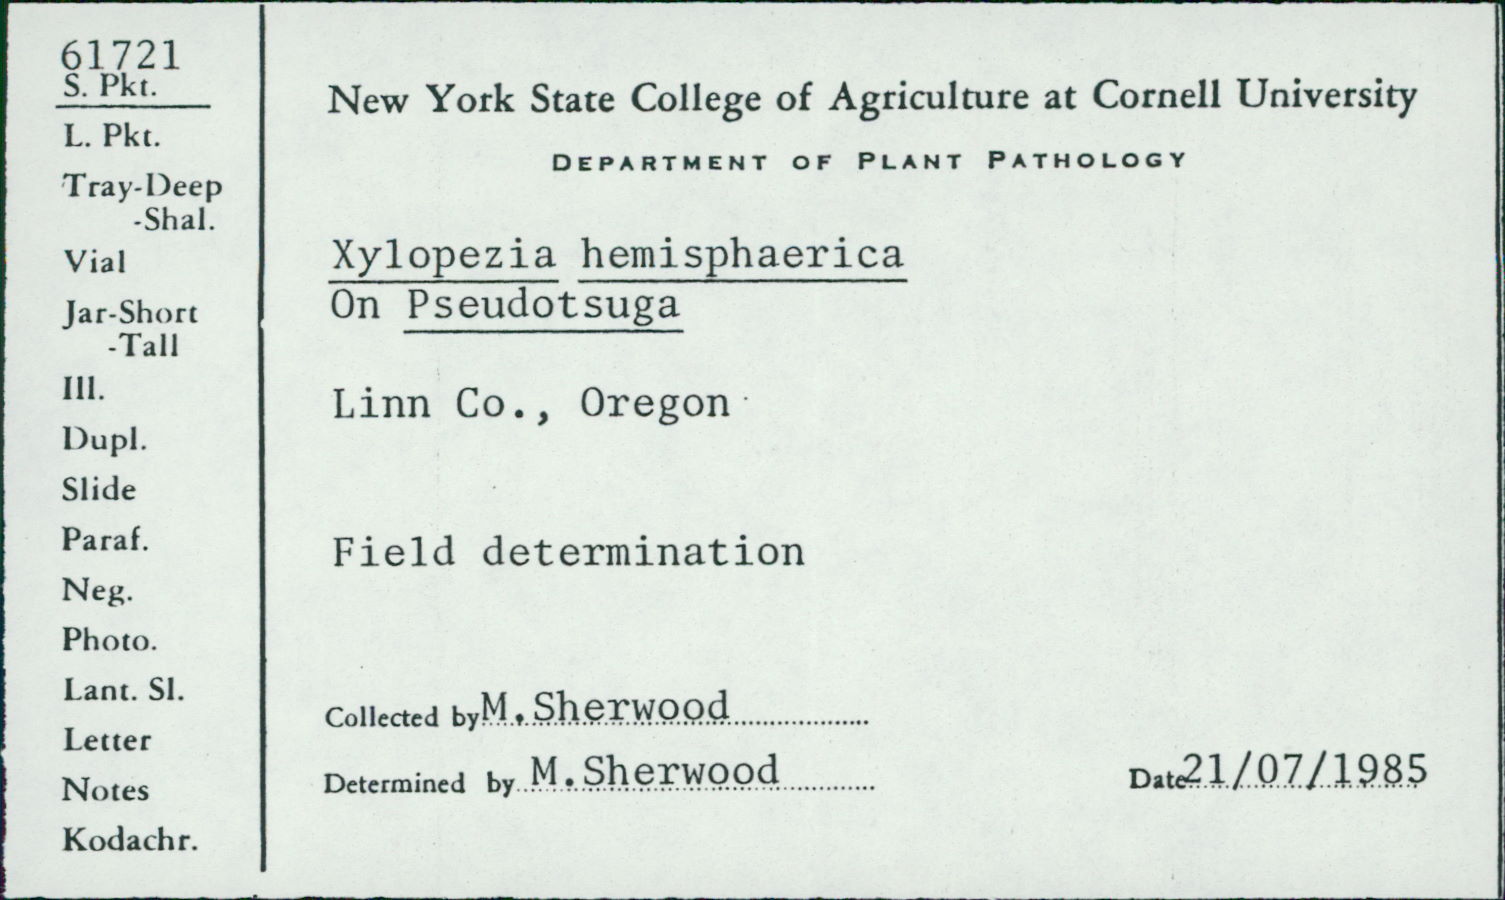 61721
S. Pkt.
L. Pkt.
Tray-Deep
-Shal.
Vial
Jar-Short
-Tall
Ill.
Dupl.
Slide
Paraf.
Neg.
Photo.
Lant. Sl.
Letter
Notes
Kodachr.
New York State College of Agriculture at Cornell University
DEPARTMENT OF PLANT PATHOLOGY
Xylopezia hemisphaerica
On Pseudotsuga
Linn Co., Oregon
Field determination
Collected by M.Sherwood
Determined by M.Sherwood
Date 21/07/1985